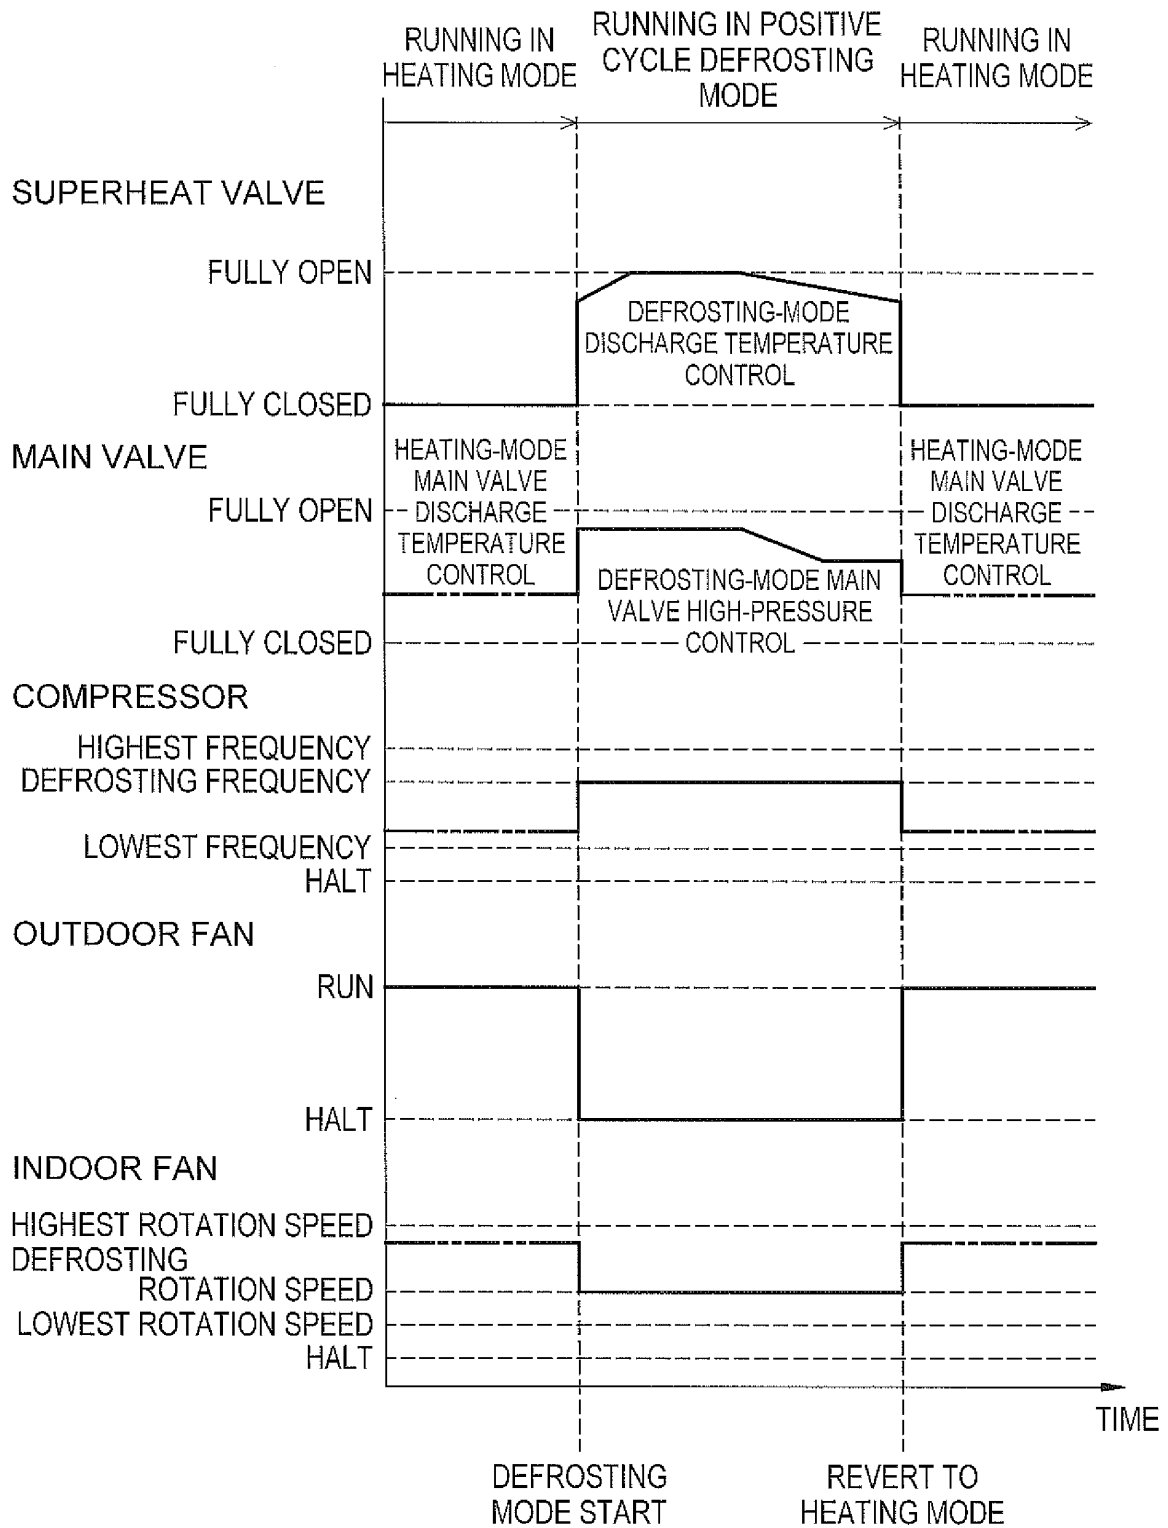 RUNNING IN
HEATING MODE
RUNNING IN POSITIVE
CYCLE DEFROSTING
MODE
RUNNING IN
HEATING MODE
SUPERHEAT VALVE
FULLY OPEN
DEFROSTING-MODE
DISCHARGE TEMPERATURE
CONTROL
FULLY CLOSED
MAIN VALVE
HEATING-MODE
MAIN VALVE
DISCHARGE
TEMPERATURE
CONTROL
HEATING-MODE
MAIN VALVE
DISCHARGE
TEMPERATURE
CONTROL
FULLY OPEN
DEFROSTING-MODE MAIN
VALVE HIGH-PRESSURE
CONTROL
FULLY CLOSED
COMPRESSOR
HIGHEST FREQUENCY
DEFROSTING FREQUENCY
LOWEST FREQUENCY
HALT
OUTDOOR FAN
RUN
HALT
INDOOR FAN
HIGHEST ROTATION SPEED
DEFROSTING
ROTATION SPEED
LOWEST ROTATION SPEED
HALT
TIME
DEFROSTING
MODE START
REVERT TO
HEATING MODE